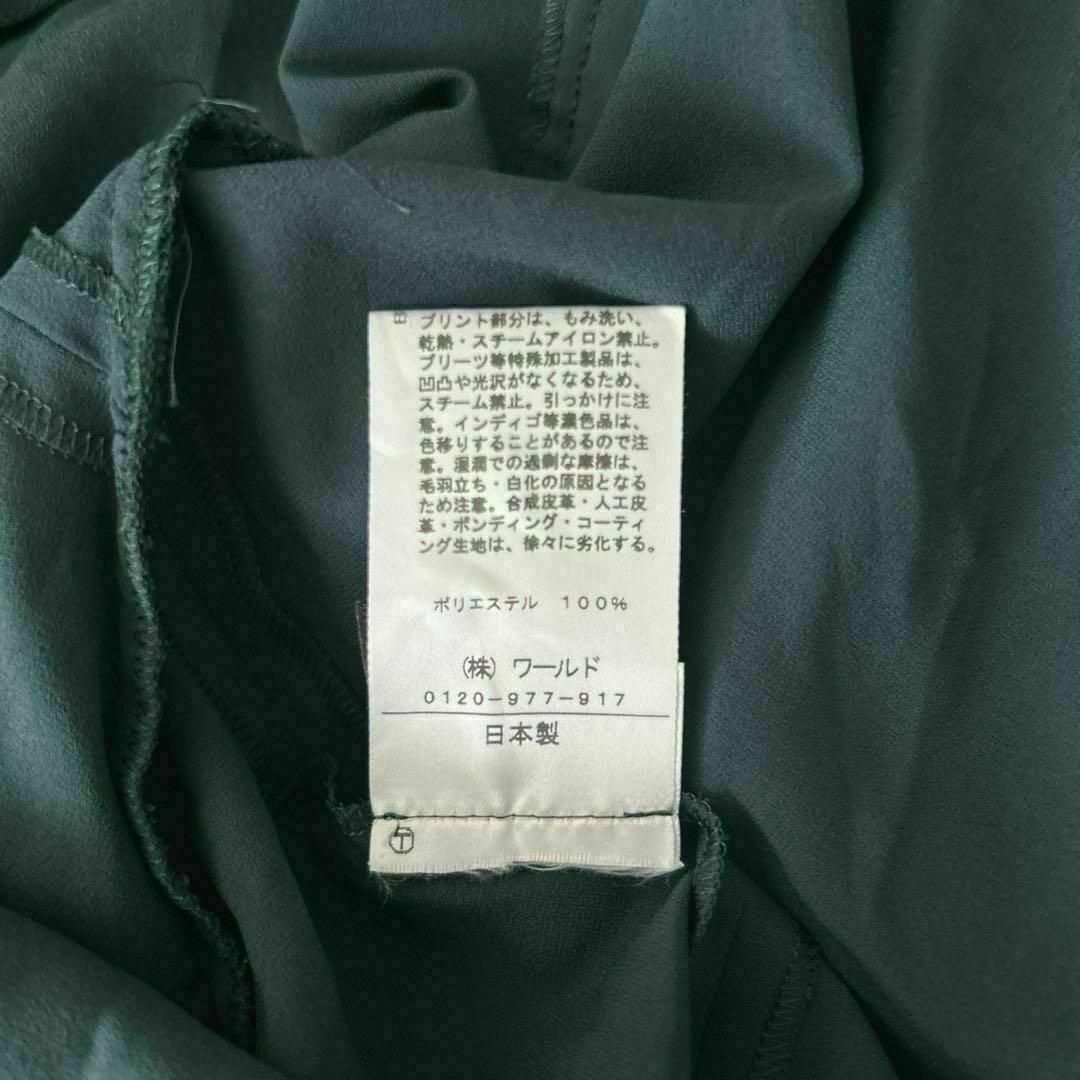 B プリント部分は、もみ洗い、
乾熱・スチームアイロン禁止。
プリーツ等特殊加工製品は、
凹凸や光沢がなくなるため、
スチーム禁止。引っかけに注
意。インディゴ等濃色品は、
色移りすることがあるので注
意。湿潤での過剰な摩擦は、
毛羽立ち・白化の原因となる
ため注意。合成皮革・人工皮
革・ボンディング・コーティ
ング生地は、徐々に劣化する。
ポリエステル 100%
(株) ワールド
0120-977-917
日本製
T